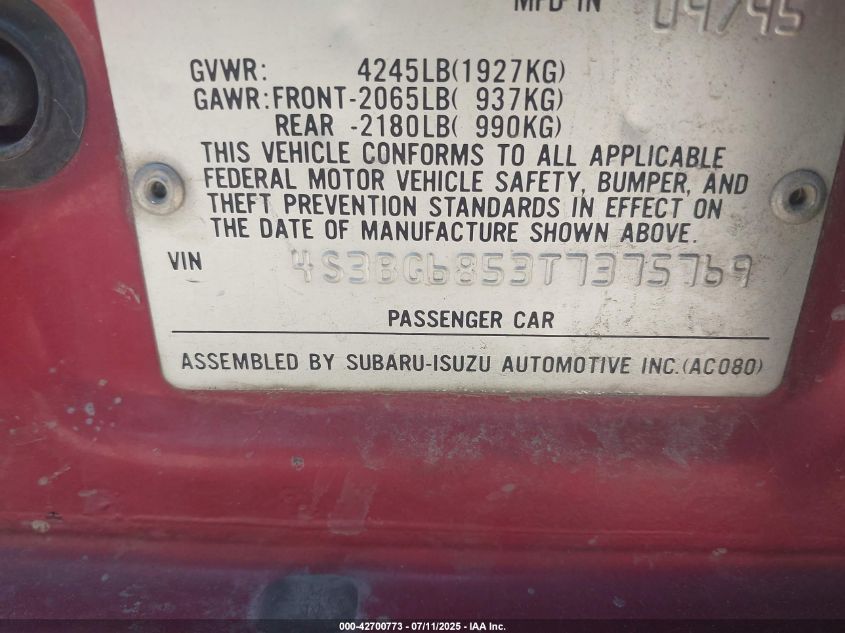 MFD IN 09/95
GVWR: 4245LB(1927KG)
GAWR:FRONT-2065LB( 937KG)
REAR -2180LB( 990KG)
THIS VEHICLE CONFORMS TO ALL APPLICABLE
FEDERAL MOTOR VEHICLE SAFETY, BUMPER, AND
THEFT PREVENTION STANDARDS IN EFFECT ON
THE DATE OF MANUFACTURE SHOWN ABOVE.
VIN 4S3BG6853T7375769
PASSENGER CAR
ASSEMBLED BY SUBARU-ISUZU AUTOMOTIVE INC.(AC080)
000-42700773 - 07/11/2025 - IAA Inc.